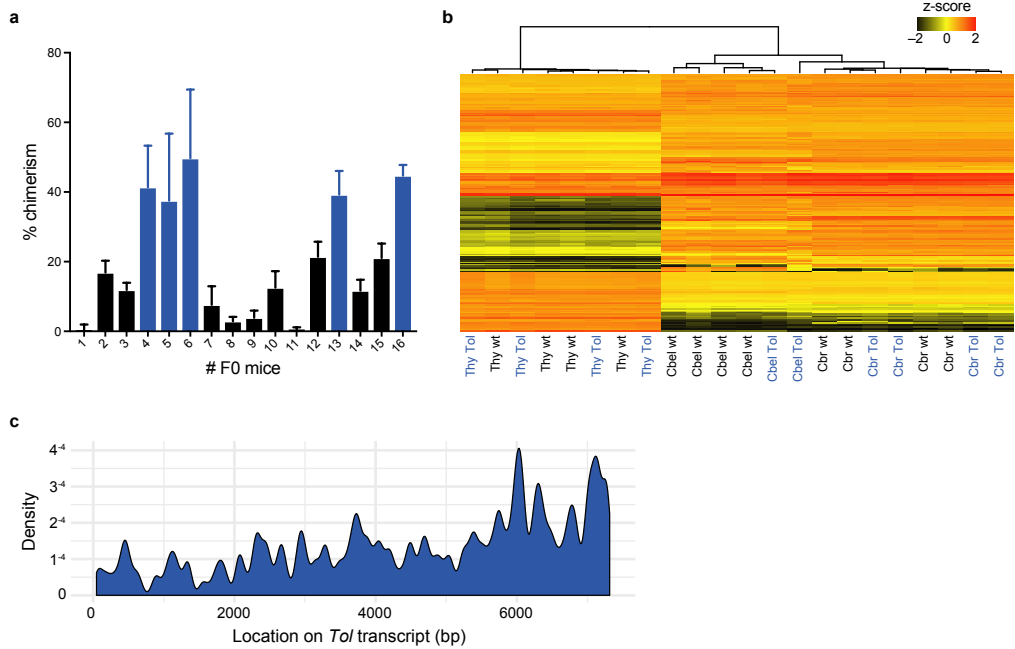 a
80
60
40
20
0
% chimerism
1 2 3 4 5 6 7 8 9 10 11 12 13 14 15 16
# F0 mice
b
z-score
–2 0 2
Thy Tol Thy wt Thy Tol Thy wt Thy wt Thy Tol Thy wt Thy Tol Cbel wt Cbel wt Cbel wt Cbel wt Cbel Tol Cbel Tol Cbr wt Cbr wt Cbr Tol Cbr Tol Cbr wt Cbr wt Cbr Tol Cbr Tol
c
4-4
3-4
2-4
1-4
0
Density
0 2000 4000 6000
Location on Tol transcript (bp)